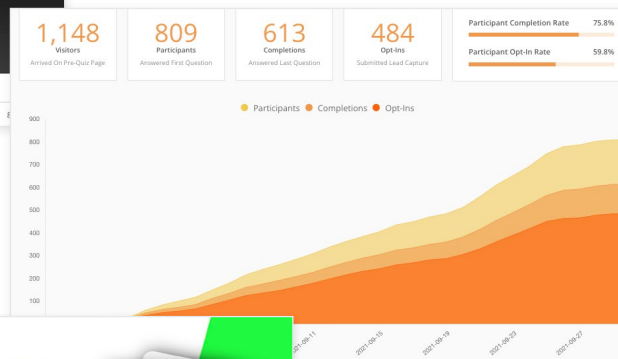 1,148
Visitors
Arrived On Pre-Quiz Page
809
Participants
Answered First Question
613
Completions
Answered Last Question
484
Opt-Ins
Submitted Lead Capture
Participant Completion Rate 75.8%
Participant Opt-In Rate 59.8%
Participants Completions Opt-Ins
900
800
700
600
500
400
300
200
100
2021-09-15
2021-09-19
2021-09-23
2021-09-27